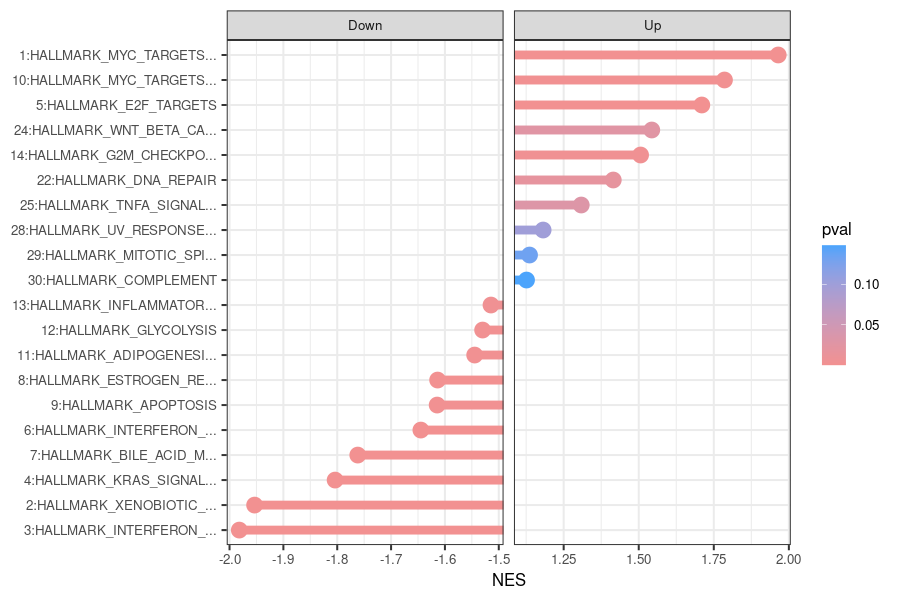 Down Up
1:HALLMARK_MYC_TARGETS...
10:HALLMARK_MYC_TARGETS...
5:HALLMARK_E2F_TARGETS
24:HALLMARK_WNT_BETA_CA...
14:HALLMARK_G2M_CHECKPO...
22:HALLMARK_DNA_REPAIR
25:HALLMARK_TNFA_SIGNAL...
28:HALLMARK_UV_RESPONSE...
29:HALLMARK_MITOTIC_SPI...
30:HALLMARK_COMPLEMENT
13:HALLMARK_INFLAMMATOR...
12:HALLMARK_GLYCOLYSIS
11:HALLMARK_ADIPOGENESI...
8:HALLMARK_ESTROGEN_RE...
9:HALLMARK_APOPTOSIS
6:HALLMARK_INTERFERON_...
7:HALLMARK_BILE_ACID_M...
4:HALLMARK_KRAS_SIGNAL...
2:HALLMARK_XENOBIOTIC_...
3:HALLMARK_INTERFERON_...
-2.0 -1.9 -1.8 -1.7 -1.6 -1.5 1.25 1.50 1.75 2.00
NES
pval
0.10
0.05